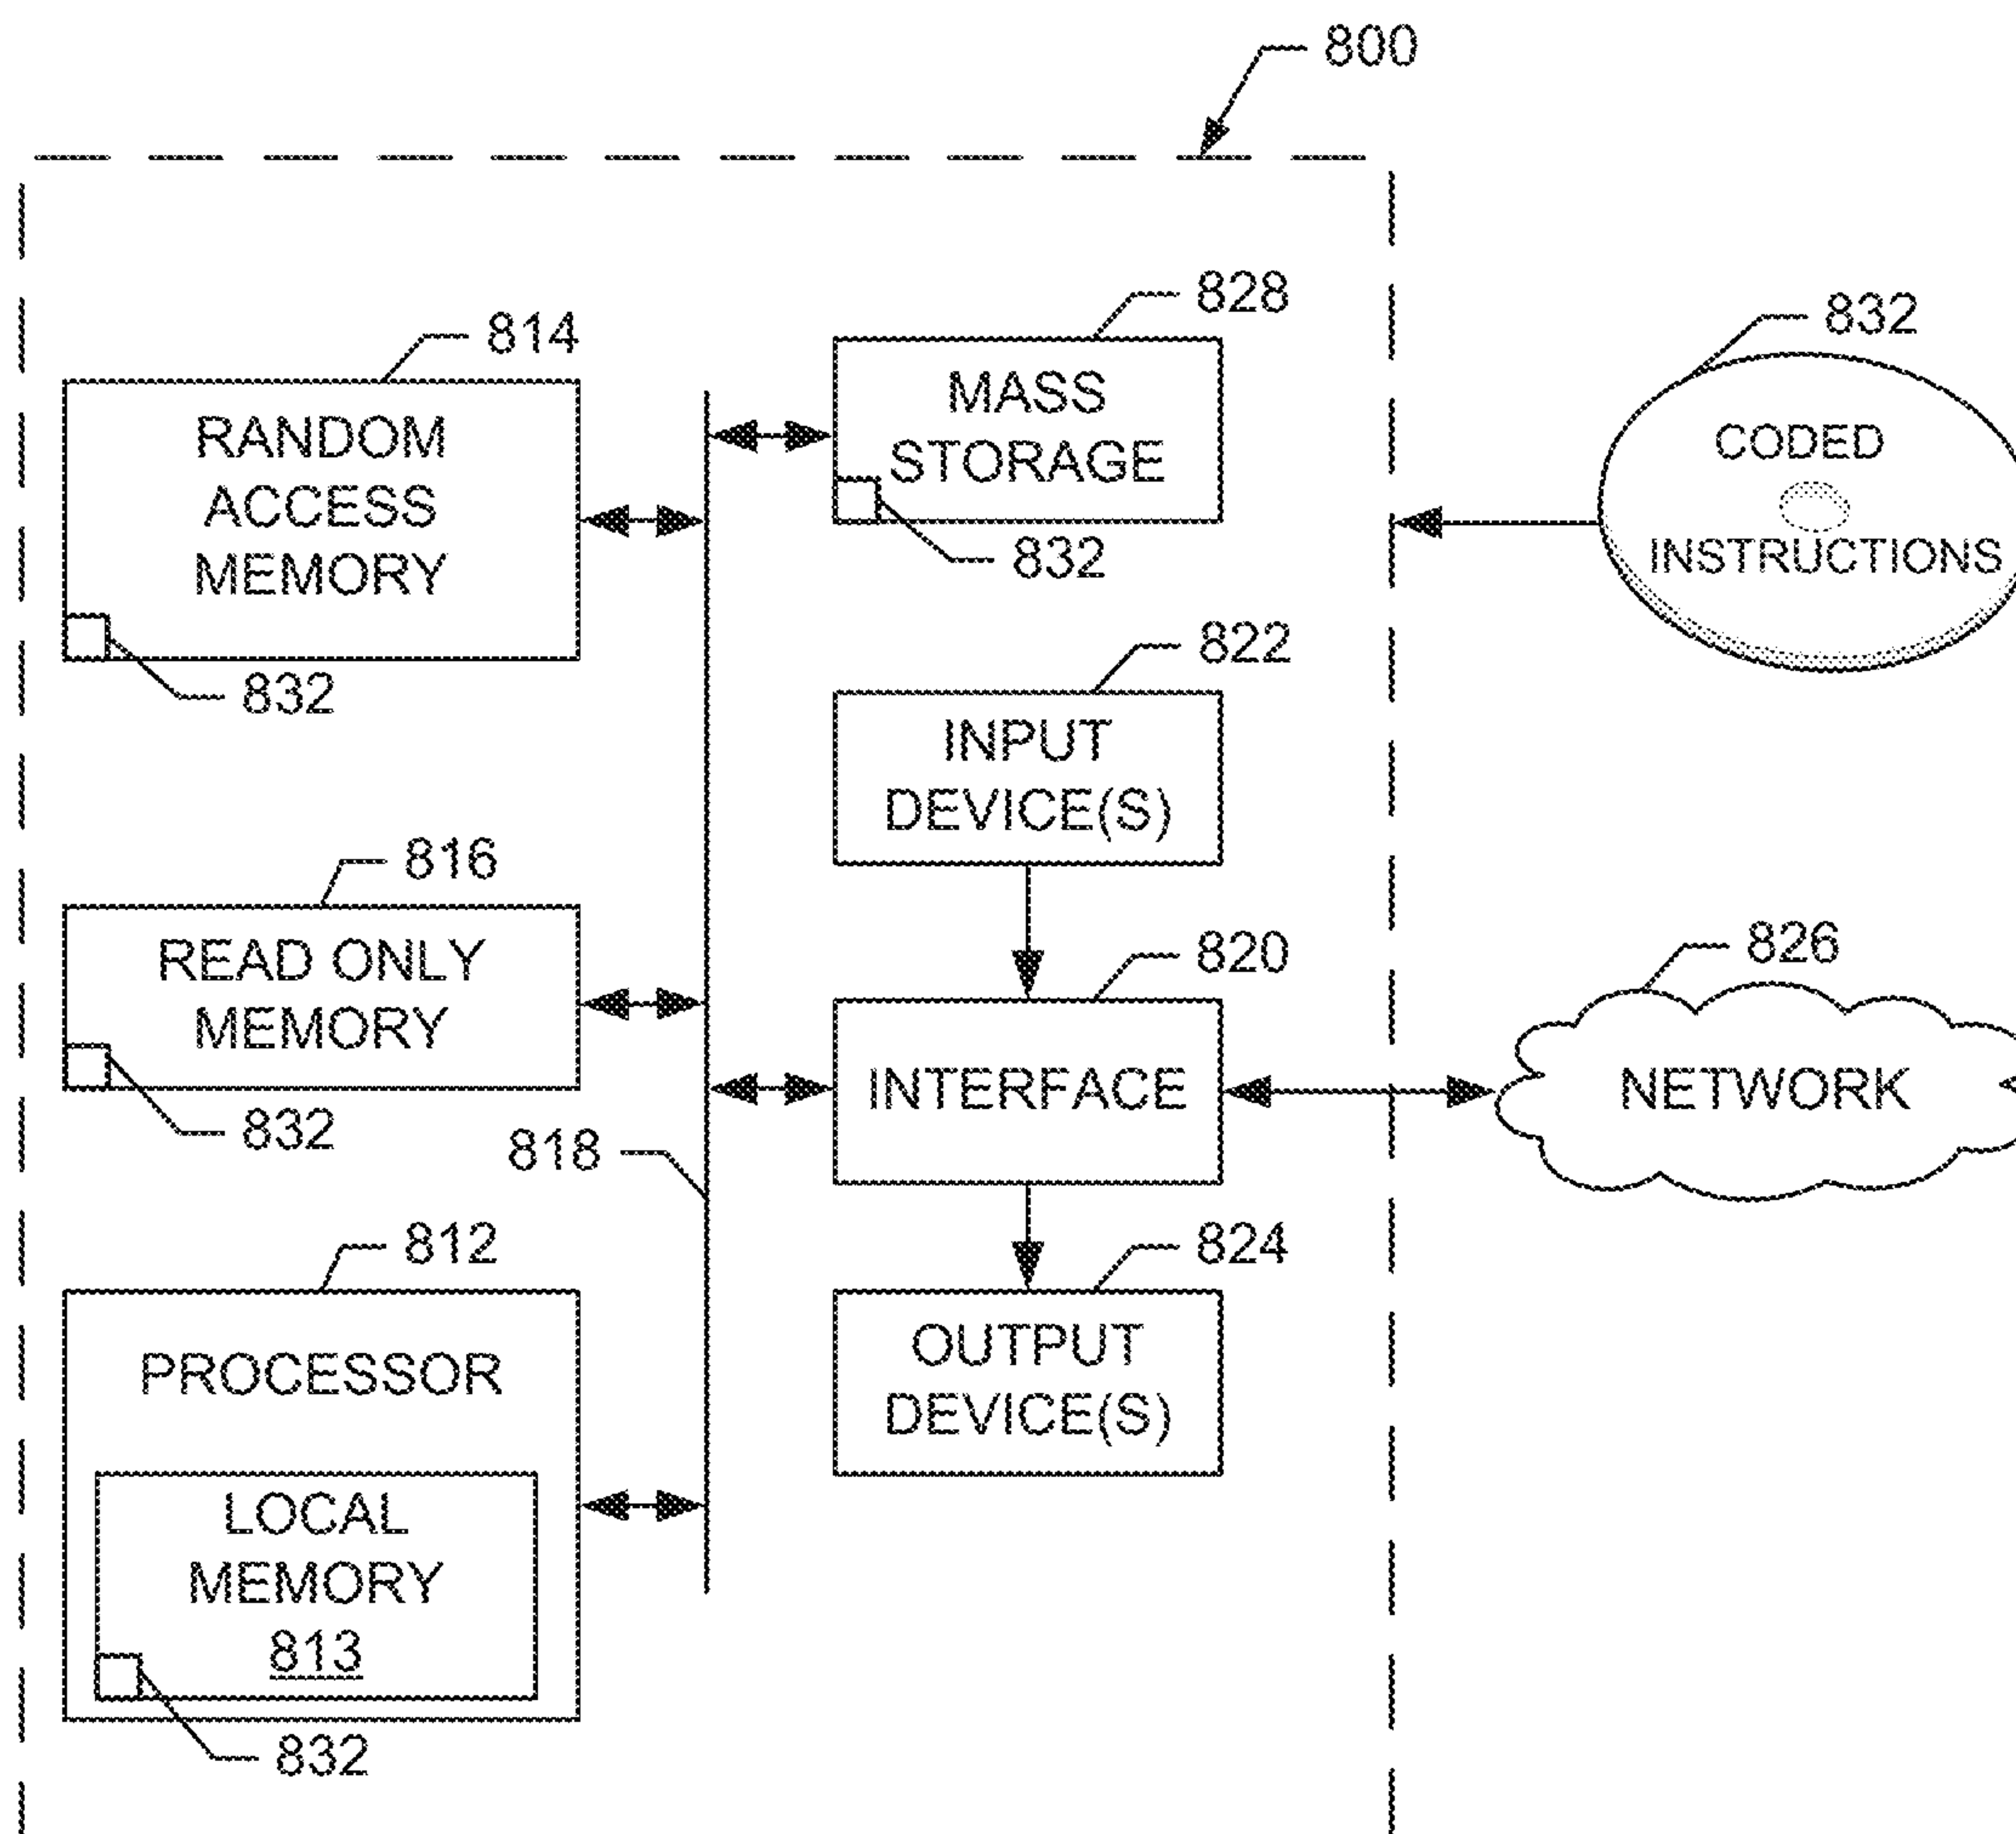 800
828
814
832
MASS
STORAGE
RANDOM
ACCESS
MEMORY
CODED
INSTRUCTIONS
832
832
822
INPUT
DEVICE(S)
816
READ ONLY
MEMORY
820
826
INTERFACE
NETWORK
832
818
812
824
PROCESSOR
OUTPUT
DEVICE(S)
LOCAL
MEMORY
813
832